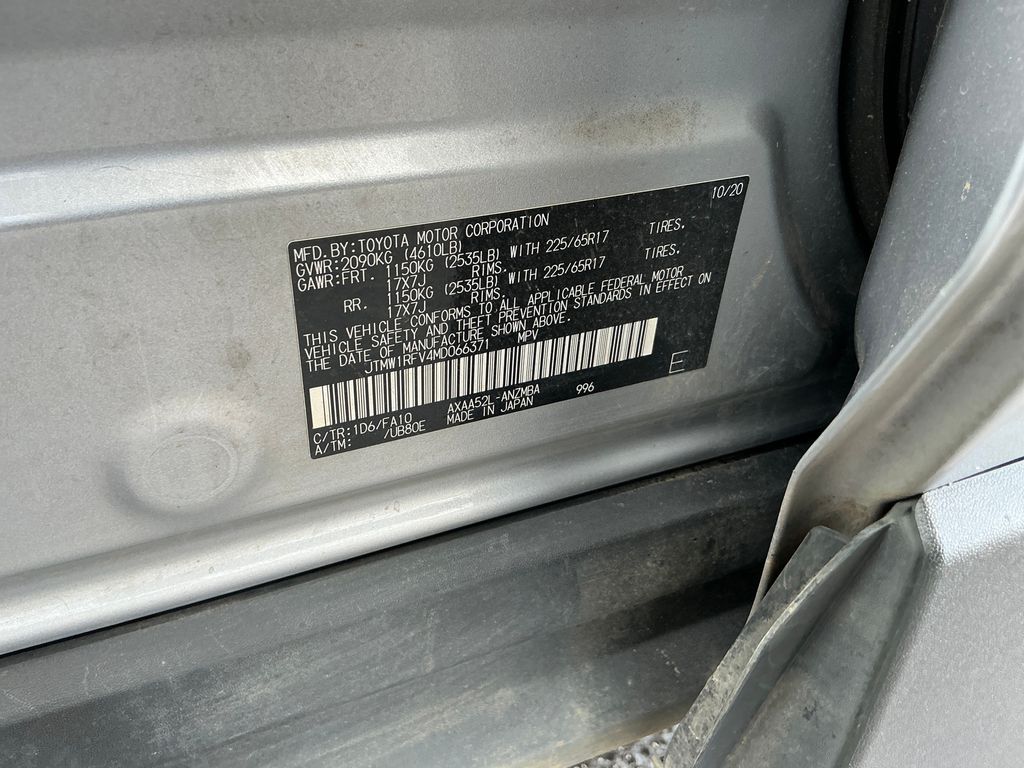 10/20
MFD.BY:TOYOTA MOTOR CORPORATION
GVWR:2090KG (4610LB)
GAWR:FRT. 1150KG (2535LB) WITH 225/65R17 TIRES.
17X7J RIMS.
RR. 1150KG (2535LB) WITH 225/65R17 TIRES.
17X7J RIMS.
THIS VEHICLE CONFORMS TO ALL APPLICABLE FEDERAL MOTOR
VEHICLE SAFETY AND THEFT PREVENTION STANDARDS IN EFFECT ON
THE DATE OF MANUFACTURE SHOWN ABOVE.
JTMW1RFV4MD066371 MPV
E
C/TR:1D6/FA10 AXAA52L-ANZMBA 996
A/TM: /UB80E MADE IN JAPAN